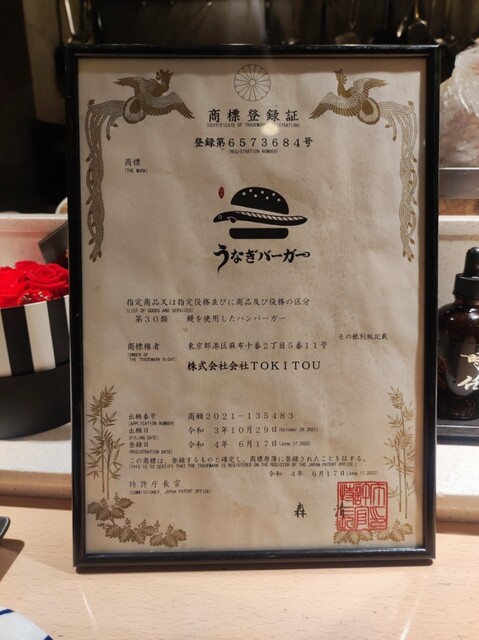 商標登録証
(CERTIFICATE OF TRADEMARK REGISTRATION)
登録第6573684号
(REGISTRATION NUMBER)
商標
(THE MARK)
うなぎバーガー
指定商品又は指定役務並びに商品及び役務の区分
(LIST OF GOODS AND SERVICES)
第30類 鰻を使用したハンバーガー
その他別紙記載
商標権者 東京都港区麻布十番2丁目5番11号
(OWNER OF THE TRADEMARK RIGHT)
株式会社会社TOKITOU
出願番号 商願2021-135483
(APPLICATION NUMBER)
出願日 令和 3年10月29日(October 29,2021)
(FILING DATE)
登録日 令和 4年 6月17日(June 17,2022)
(REGISTRATION DATE)
この商標は、登録するものと確定し、商標原簿に登録されたことを証する。
(THIS IS TO CERTIFY THAT THE TRADEMARK IS REGISTERED ON THE REGISTER OF THE JAPAN PATENT OFFICE.)
令和 4年 6月17日(June 17,2022)
特許庁長官
(COMMISSIONER, JAPAN PATENT OFFICE)
森